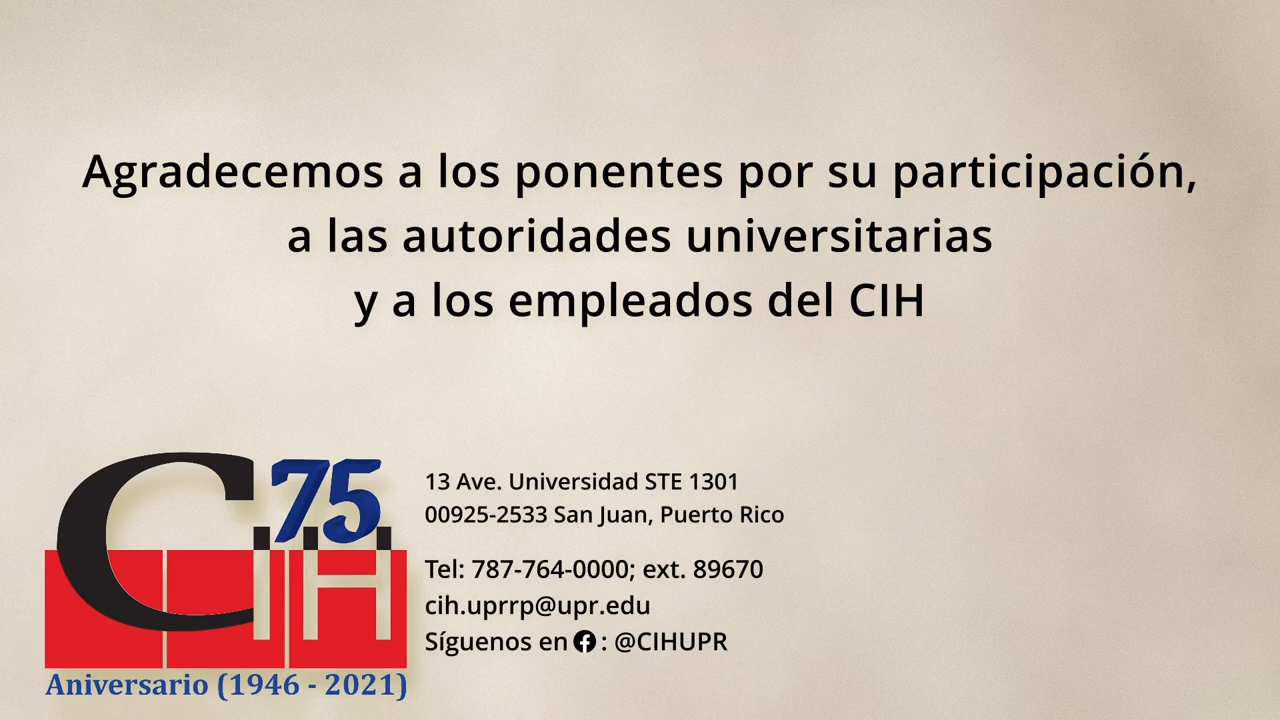 Agradecemos a los ponentes por su participación,
a las autoridades universitarias
y a los empleados del CIH
CIH 75
Aniversario (1946 - 2021)
13 Ave. Universidad STE 1301
00925-2533 San Juan, Puerto Rico
Tel: 787-764-0000; ext. 89670
cih.uprrp@upr.edu
Síguenos en : @CIHUPR